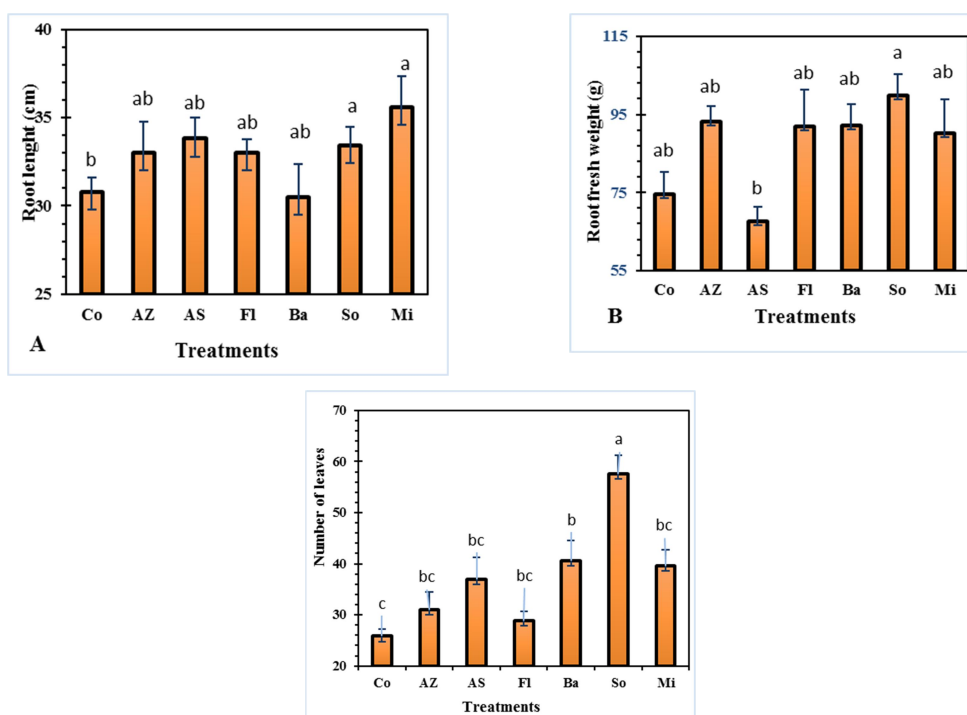 40
35
30
25
Root lenght (cm)
b
ab
ab
ab
ab
a
a
Co AZ AS Fl Ba So Mi
A
Treatments
115
95
75
55
Root fresh weight (g)
ab
ab
b
ab
ab
a
ab
Co AZ AS Fl Ba So Mi
B
Treatments
70
60
50
40
30
20
Number of leaves
c
bc
bc
bc
b
a
bc
Co AZ AS Fl Ba So Mi
Treatments